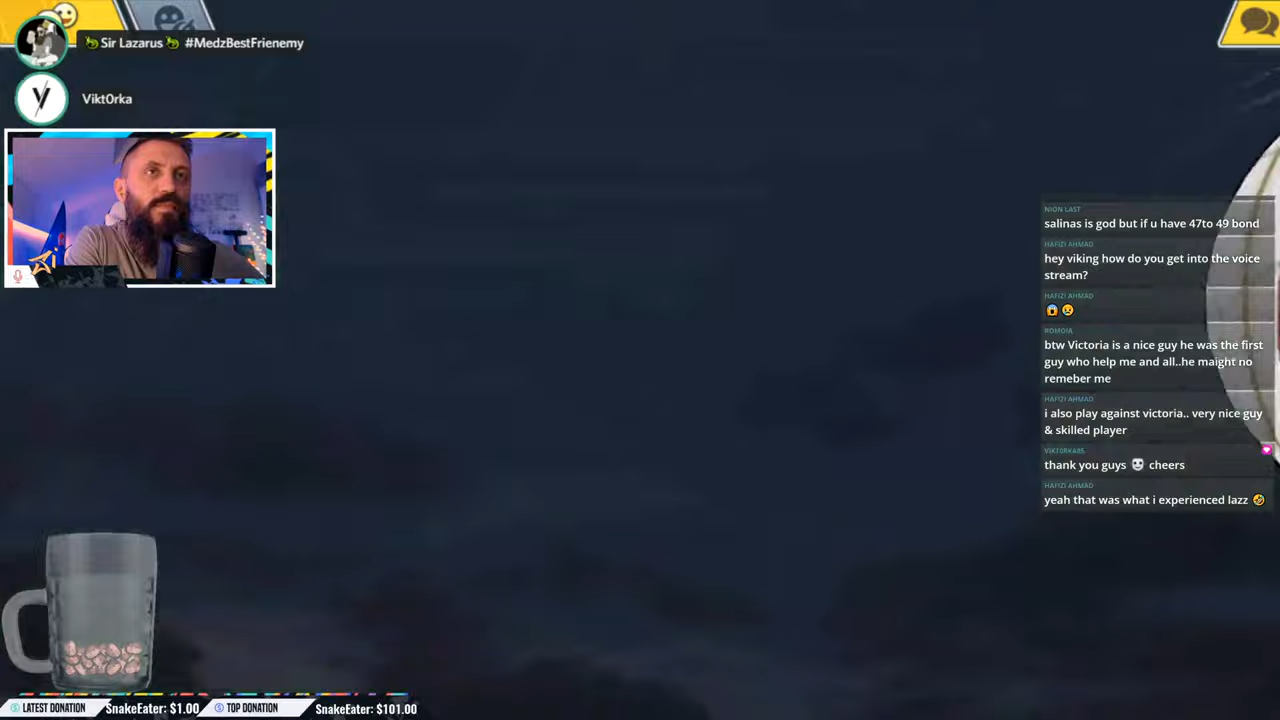 Sir Lazarus #MedzBestFrienemy
Vikt0rka
NION LAST
salinas is god but if u have 47to 49 bond
HAFIZI AHMAD
hey viking how do you get into the voice
stream?
HAFIZI AHMAD
😱 😢
ROMOIA
btw Victoria is a nice guy he was the first
guy who help me and all..he maight no
remeber me
HAFIZI AHMAD
i also play against victoria.. very nice guy
& skilled player
VIKT0RKA85
thank you guys cheers
HAFIZI AHMAD
yeah that was what i experienced lazz 🤣
LATEST DONATION SnakeEater: $1.00 TOP DONATION SnakeEater: $101.00